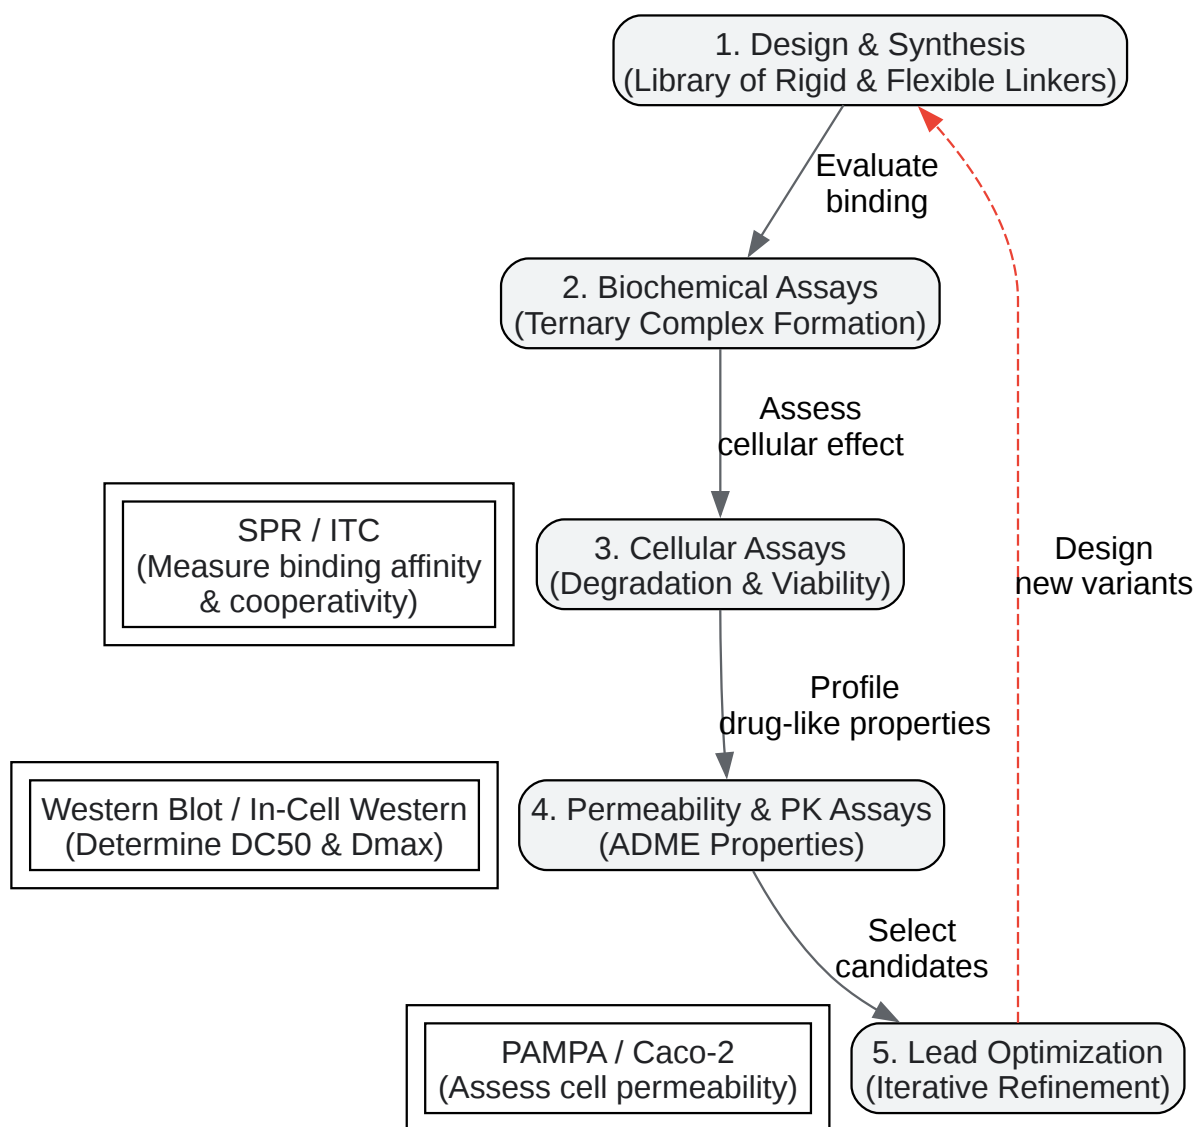 1. Design & Synthesis
(Library of Rigid & Flexible Linkers)
Evaluate
binding
2. Biochemical Assays
(Ternary Complex Formation)
Assess
cellular effect
SPR / ITC
(Measure binding affinity
& cooperativity)
3. Cellular Assays
(Degradation & Viability)
Design
new variants
Profile
drug-like properties
Western Blot / In-Cell Western
(Determine DC50 & Dmax)
4. Permeability & PK Assays
(ADME Properties)
Select
candidates
PAMPA / Caco-2
(Assess cell permeability)
5. Lead Optimization
(Iterative Refinement)